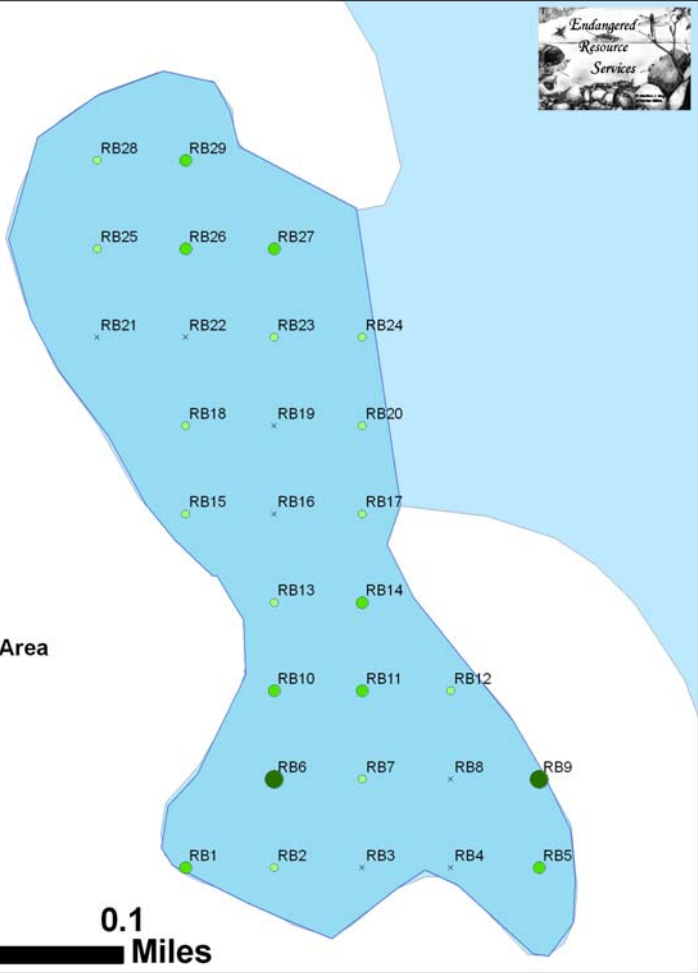 Endangered
Resource
Services
RB28 RB29
RB25 RB26 RB27
RB21 RB22 RB23 RB24
RB18 RB19 RB20
RB15 RB16 RB17
RB13 RB14
Area
RB10 RB11 RB12
RB6 RB7 RB8 RB9
RB1 RB2 RB3 RB4 RB5
0.1
Miles